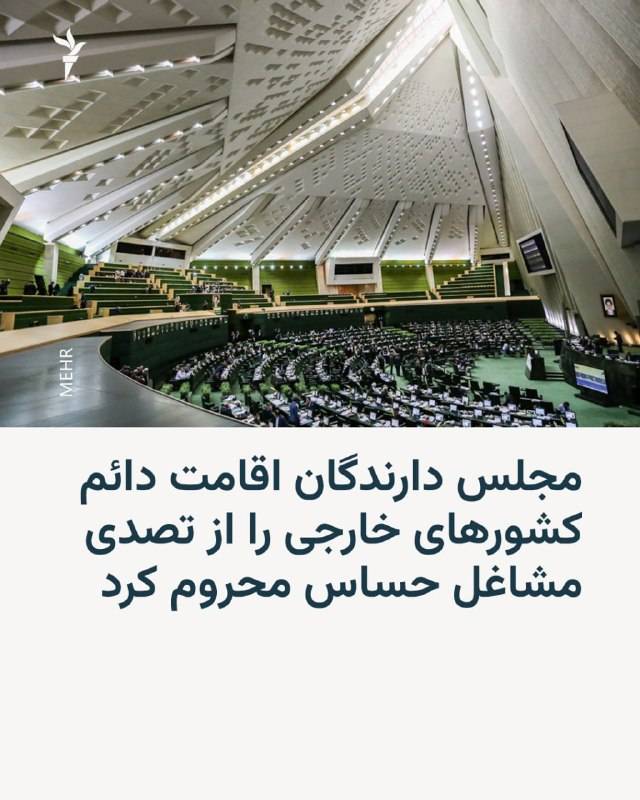 MEHR
مجلس دارندگان اقامت دائم
کشورهای خارجی را از تصدی
مشاغل حساس محروم کرد